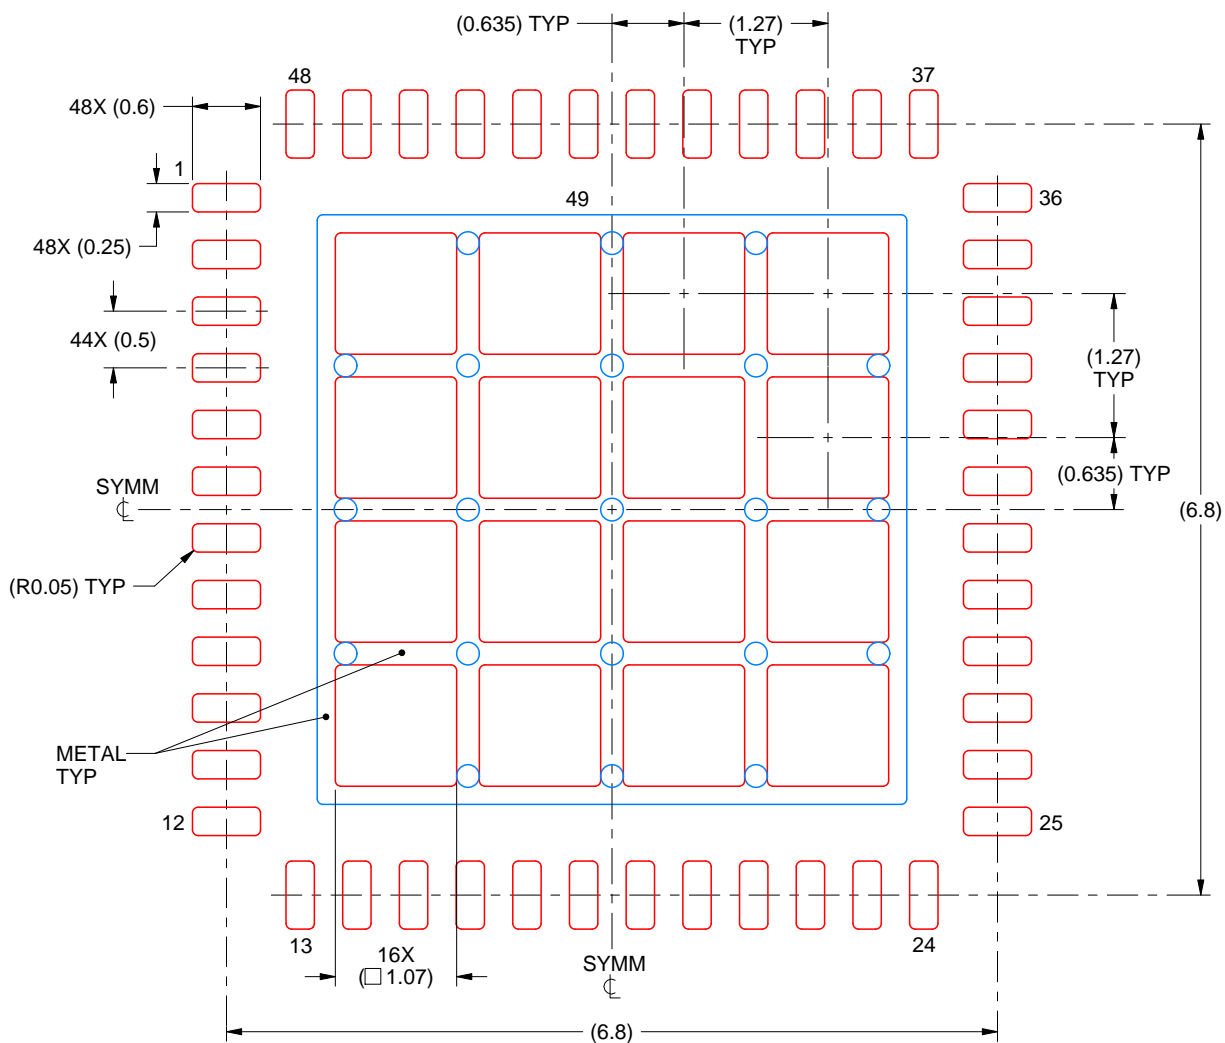 (0.635) TYP
(1.27)
TYP
48
37
48X (0.6)
1
49
36
48X (0.25)
44X (0.5)
(1.27)
TYP
(0.635) TYP
SYMM
℄
(6.8)
(R0.05) TYP
METAL
TYP
12
25
13
24
16X
(□ 1.07)
SYMM
℄
(6.8)